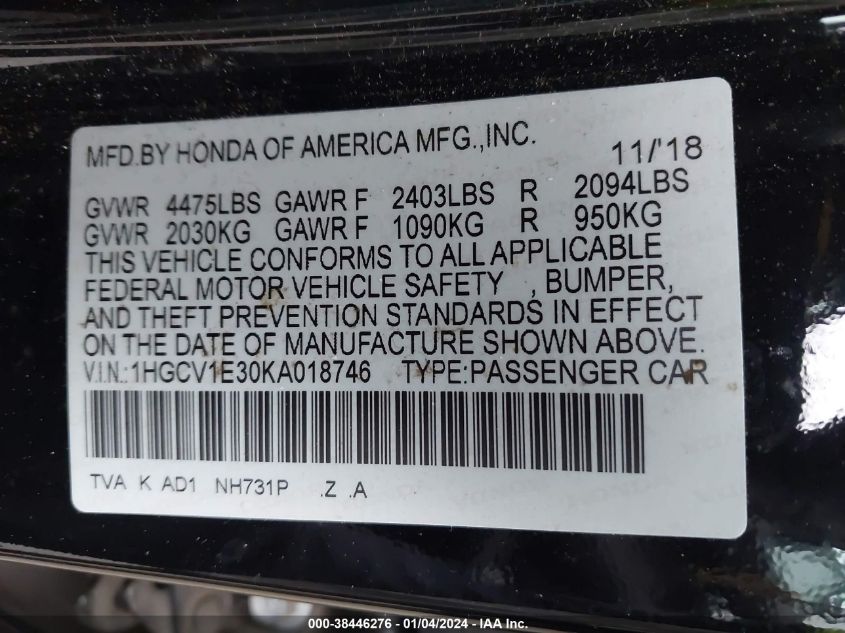 MFD.BY HONDA OF AMERICA MFG.,INC. 11/'18
GVWR 4475LBS GAWR F 2403LBS R 2094LBS
GVWR 2030KG GAWR F 1090KG R 950KG
THIS VEHICLE CONFORMS TO ALL APPLICABLE
FEDERAL MOTOR VEHICLE SAFETY , BUMPER,
AND THEFT PREVENTION STANDARDS IN EFFECT
ON THE DATE OF MANUFACTURE SHOWN ABOVE.
V.I.N.:1HGCV1E30KA018746 TYPE:PASSENGER CAR
TVA K AD1 NH731P .Z .A
000-38446276 - 01/04/2024 - IAA Inc.